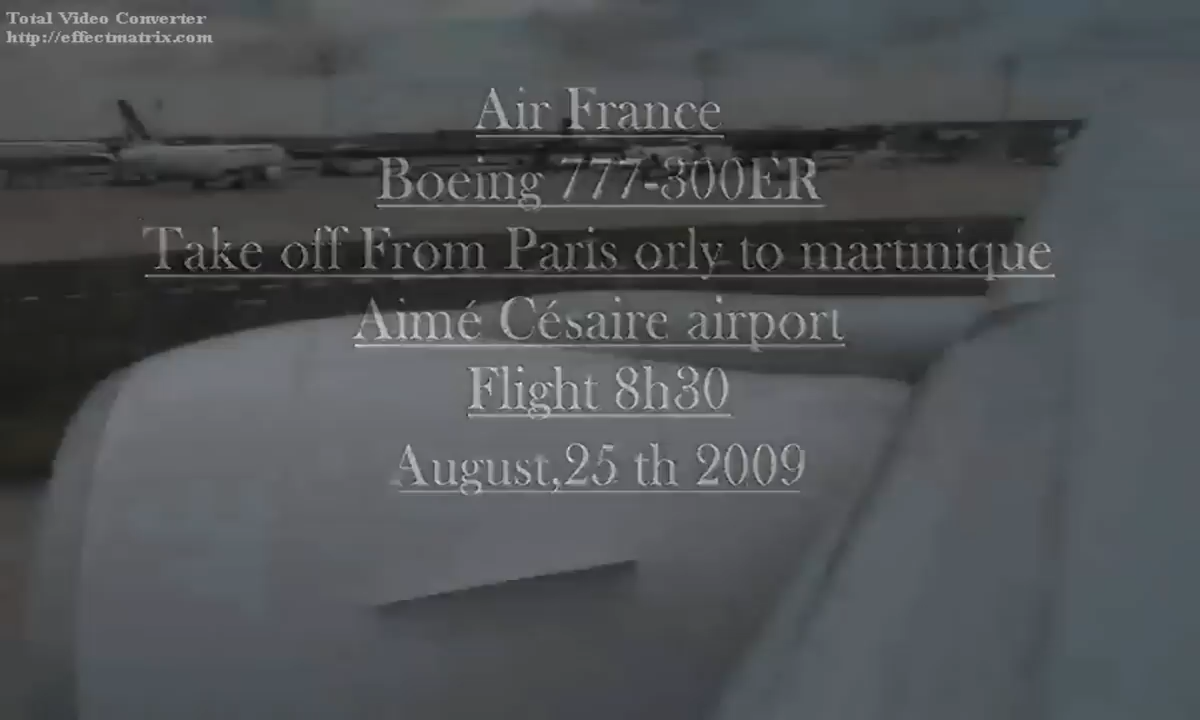 Total Video Converter
http://effectmatrix.com
Air France
Boeing 777-300ER
Take off From Paris orly to martinique
Aimé Césaire airport
Flight 8h30
August,25 th 2009